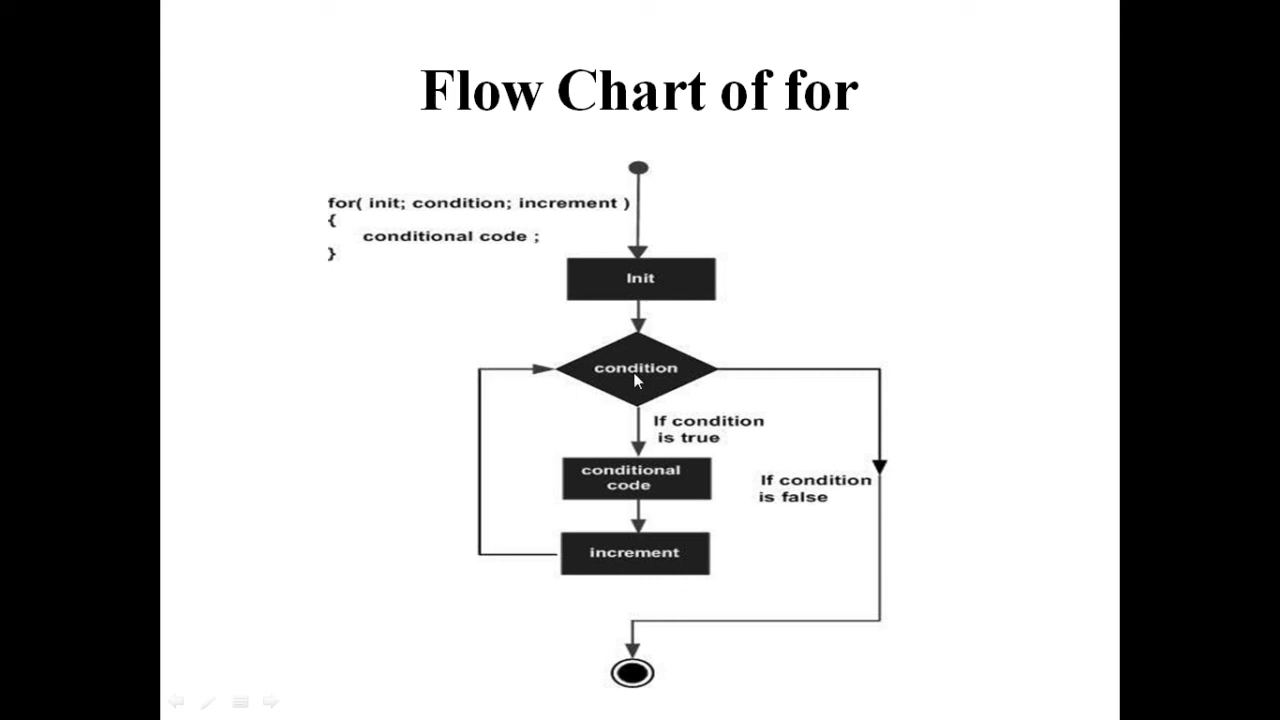 Flow Chart of for
for( init; condition; increment )
{
conditional code ;
}
Init
condition
If condition
is true
conditional
code
If condition
is false
increment